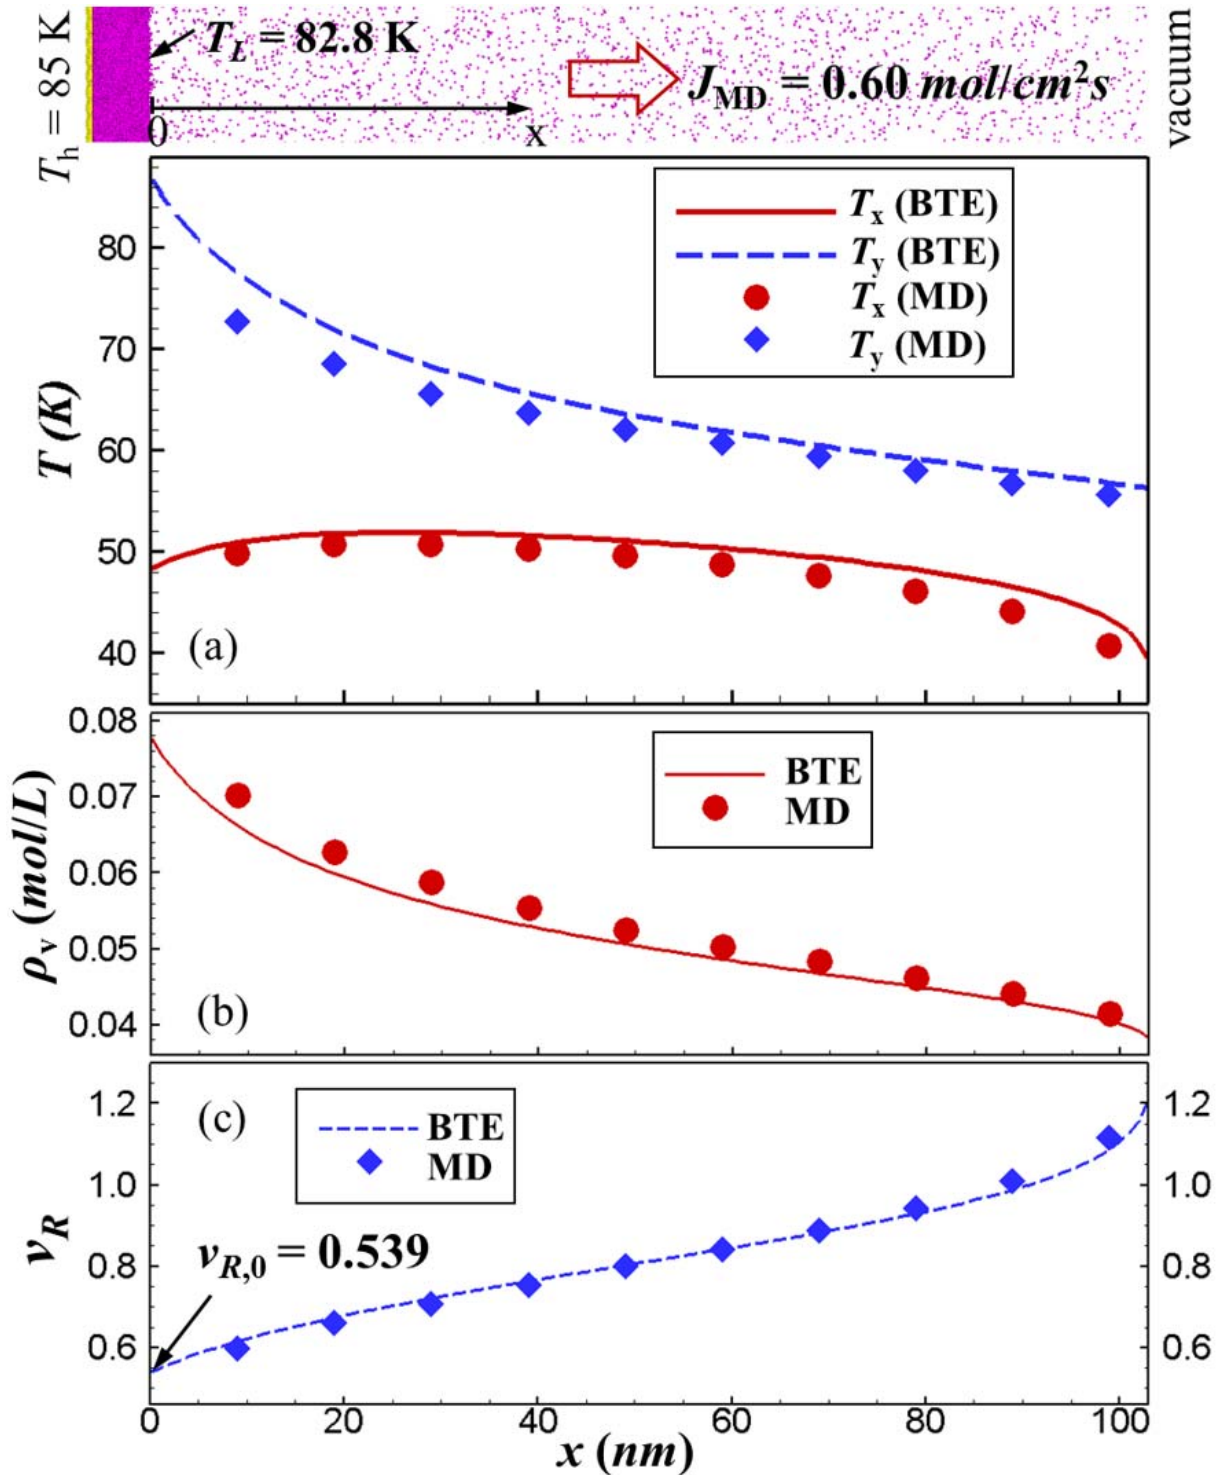 T_h = 85 K
T_L = 82.8 K
J_MD = 0.60 mol/cm²s
vacuum
0
x
T_x (BTE)
T_y (BTE)
T_x (MD)
T_y (MD)
80
70
60
50
40
T (K)
(a)
0.08
0.07
0.06
0.05
0.04
ρ_v (mol/L)
BTE
MD
(b)
1.2
1.0
0.8
0.6
v_R
(c)
BTE
MD
v_R,0 = 0.539
1.2
1.0
0.8
0.6
0 20 40 60 80 100
x (nm)